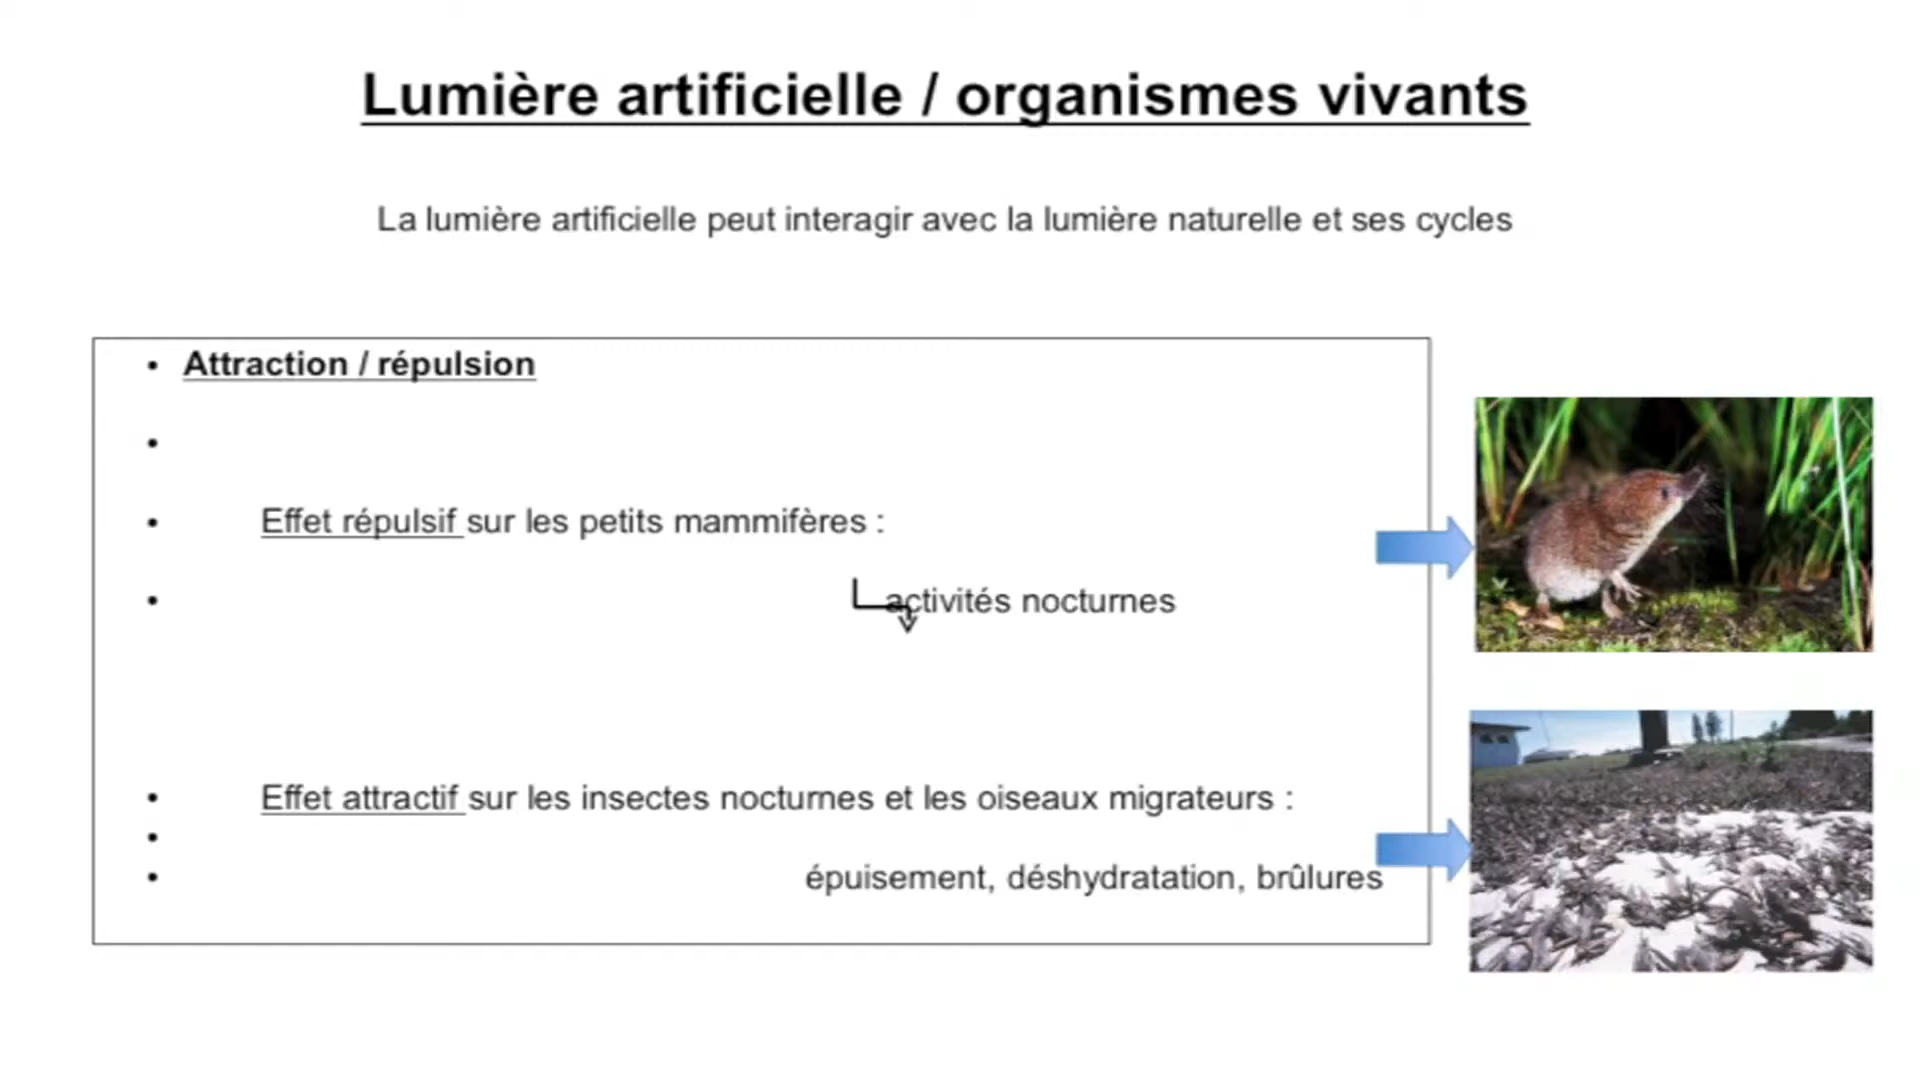 Lumière artificielle / organismes vivants
La lumière artificielle peut interagir avec la lumière naturelle et ses cycles
• Attraction / répulsion
•
• Effet répulsif sur les petits mammifères :
• activités nocturnes
• Effet attractif sur les insectes nocturnes et les oiseaux migrateurs :
•
• épuisement, déshydratation, brûlures